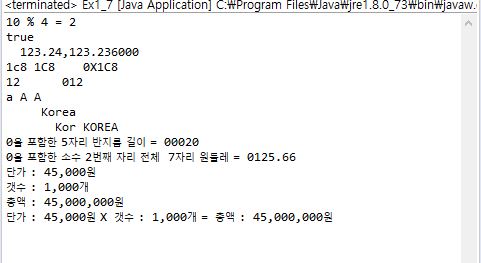 <terminated> Ex1_7 [Java Application] C:\Program Files\Java\jre1.8.0_73\bin\javaw.
10 % 4 = 2
true
  123.24,123.236000
1c8 1C8    0X1C8
12      012
a A A
     Korea
       Kor KOREA
0을 포함한 5자리 반지름 길이 = 00020
0을 포함한 소수 2번째 자리 전체  7자리 원둘레 = 0125.66
단가 : 45,000원
갯수 : 1,000개
총액 : 45,000,000원
단가 : 45,000원 X 갯수 : 1,000개 = 총액 : 45,000,000원